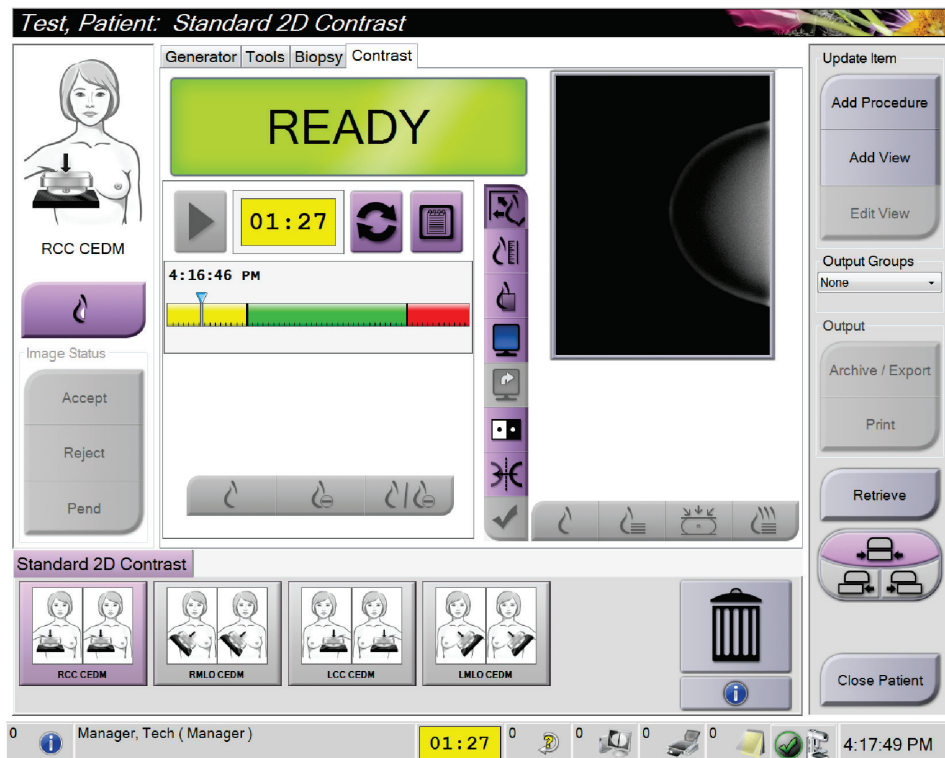 Test, Patient: Standard 2D Contrast
Generator Tools Biopsy Contrast
READY
01:27
4:16:46 PM
RCC CEDM
Image Status
Accept
Reject
Pend
Update Item
Add Procedure
Add View
Edit View
Output Groups
None
Output
Archive / Export
Print
Retrieve
Close Patient
Standard 2D Contrast
RCC CEDM
RMLO CEDM
LCC CEDM
LMLO CEDM
0 Manager, Tech ( Manager ) 01:27 0 0 0 0 4:17:49 PM